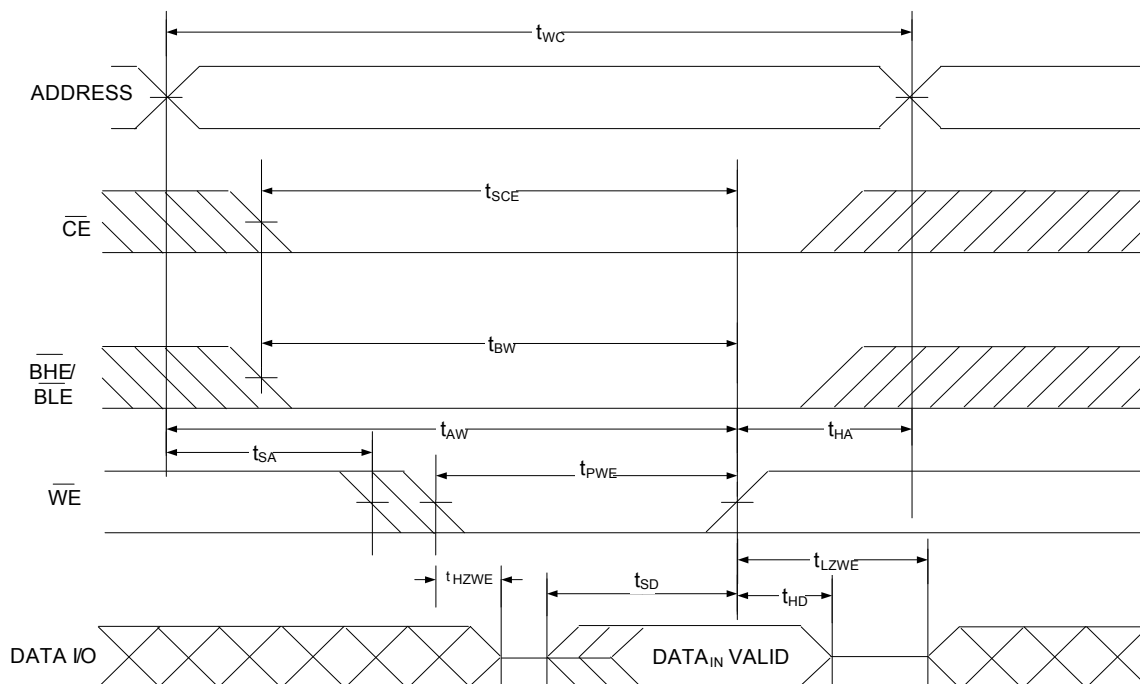 tWC
ADDRESS
tSCE
CE
tBW
BHE/
BLE
tAW
tHA
tSA
tPWE
WE
tLZWE
tHZWE
tSD
tHD
DATA I/O
DATAIN VALID